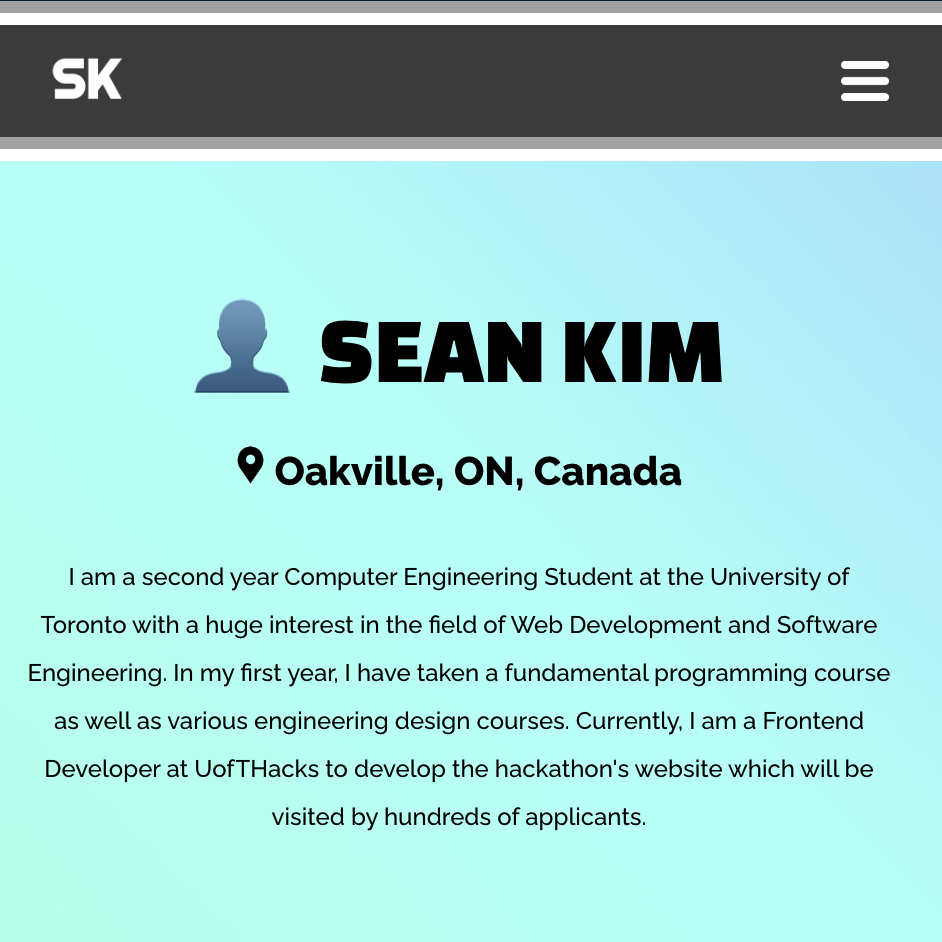 SK
SEAN KIM
Oakville, ON, Canada
I am a second year Computer Engineering Student at the University of
Toronto with a huge interest in the field of Web Development and Software
Engineering. In my first year, I have taken a fundamental programming course
as well as various engineering design courses. Currently, I am a Frontend
Developer at UofTHacks to develop the hackathon's website which will be
visited by hundreds of applicants.